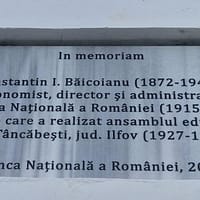 In memoriam
stantin I. Băicoianu (1872-194
onomist, director și administra
a Națională a României (1915
care a realizat ansamblul ed
Tâncăbești, jud. Ilfov (1927-1
nca Națională a României, 20